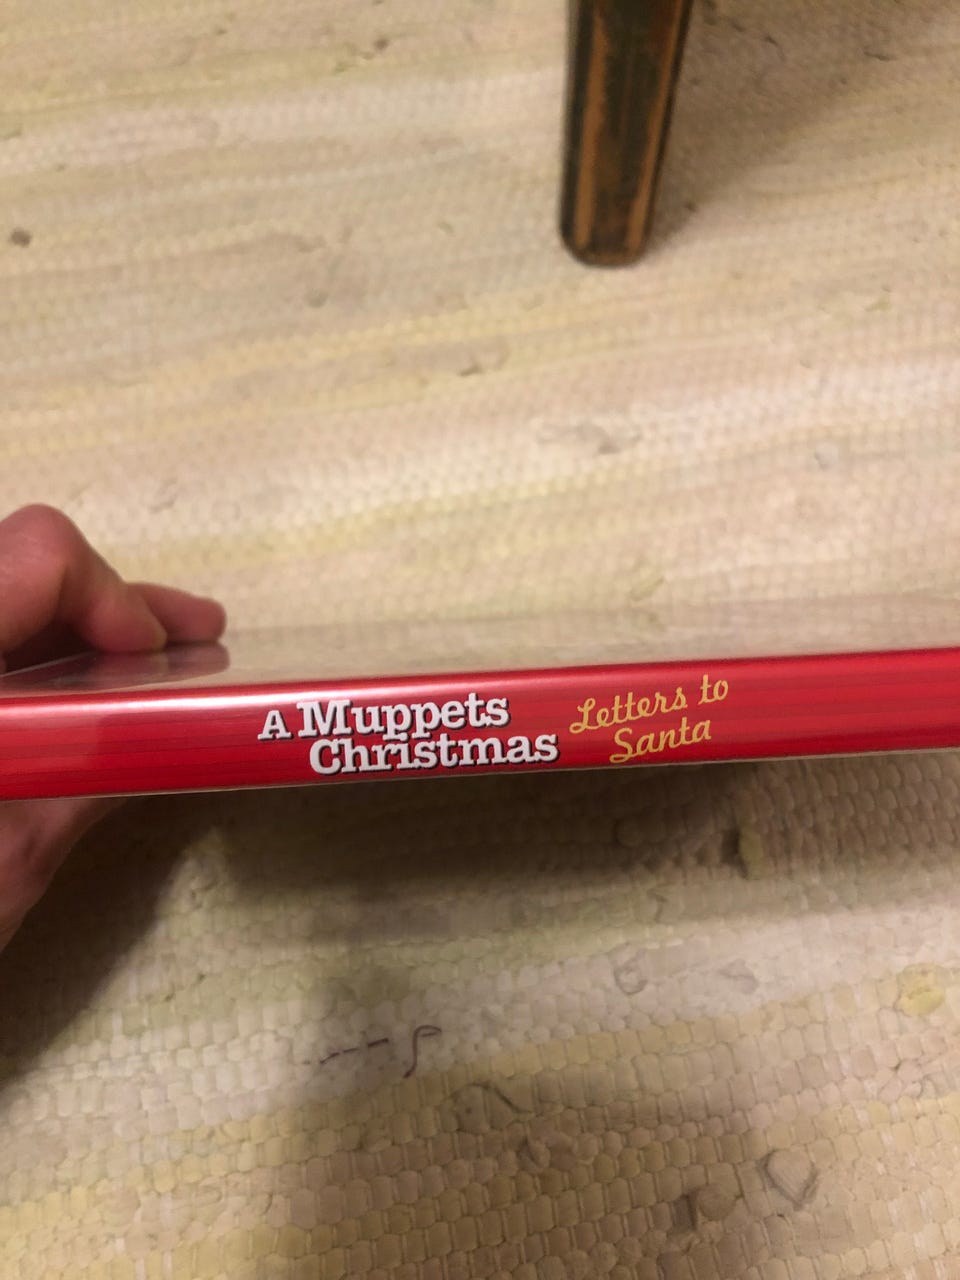 A Muppets
Christmas
Letters to
Santa